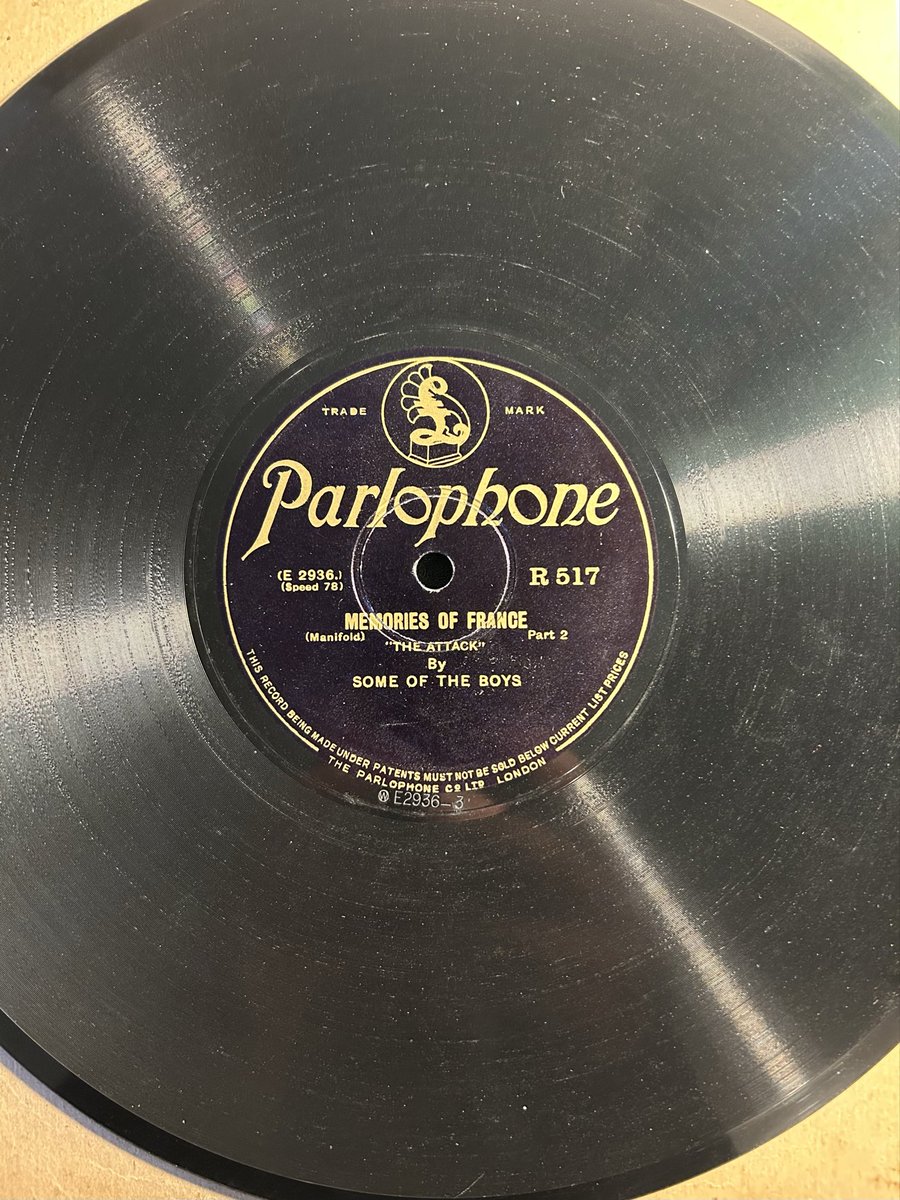 TRADE MARK
Parlophone
(E 2936.) R 517
(Speed 78)
MEMORIES OF FRANCE
(Manifold) Part 2
"THE ATTACK"
By
SOME OF THE BOYS
THIS RECORD BEING MADE UNDER PATENTS MUST NOT BE SOLD BELOW CURRENT LIST PRICES
THE PARLOPHONE Co LTD LONDON
Ⓦ E2936-3